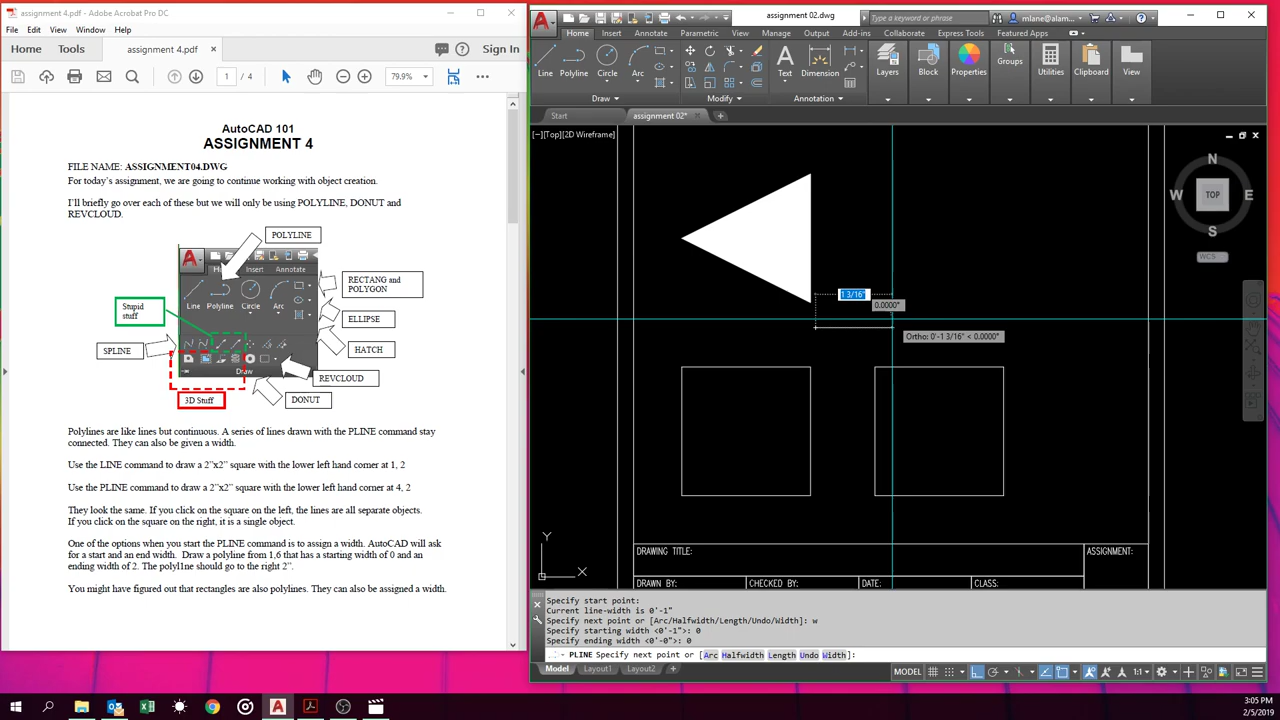 assignment 4.pdf - Adobe Acrobat Pro DC
File Edit View Window Help
Home Tools assignment 4.pdf × Sign In
1 / 4 79.9%
AutoCAD 101
ASSIGNMENT 4
FILE NAME: ASSIGNMENT04.DWG
For today's assignment, we are going to continue working with object creation.
I'll briefly go over each of these but we will only be using POLYLINE, DONUT and
REVCLOUD.
POLYLINE
Insert Annotate
RECTANG and
POLYGON
Line Polyline Circle Arc
Stupid
stuff
ELLIPSE
SPLINE
HATCH
Draw
REVCLOUD
3D Stuff
DONUT
Polylines are like lines but continuous. A series of lines drawn with the PLINE command stay
connected. They can also be given a width.
Use the LINE command to draw a 2"x2" square with the lower left hand corner at 1, 2
Use the PLINE command to draw a 2"x2" square with the lower left hand corner at 4, 2
They look the same. If you click on the square on the left, the lines are all separate objects.
If you click on the square on the right, it is a single object.
One of the options when you start the PLINE command is to assign a width. AutoCAD will ask
for a start and an end width. Draw a polyline from 1,6 that has a starting width of 0 and an
ending width of 2. The polyline should go to the right 2".
You might have figured out that rectangles are also polylines. They can also be assigned a width.
assignment 02.dwg
Type a keyword or phrase
mlane@alam...
Home Insert Annotate Parametric View Manage Output Add-ins Collaborate Express Tools Featured Apps
Line Polyline Circle Arc Text Dimension Layers Block Properties Groups Utilities Clipboard View
Draw Modify Annotation
Start assignment 02*
[−][Top][2D Wireframe]
N
W TOP E
S
WCS
1 3/16"
0.0000°
Ortho: 0'-1 3/16" < 0.0000°
Y
X
DRAWING TITLE: ASSIGNMENT:
DRAWN BY: CHECKED BY: DATE: CLASS:
Specify start point:
Current line-width is 0'-1"
Specify next point or [Arc/Halfwidth/Length/Undo/Width]: w
Specify starting width <0'-1">: 0
Specify ending width <0'-0">: 0
PLINE Specify next point or [Arc Halfwidth Length Undo Width]:
Model Layout1 Layout2 +
MODEL 1:1
3:05 PM
2/5/2019